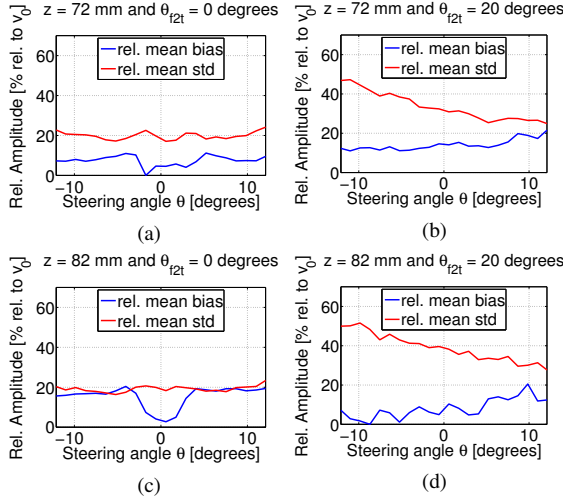 z = 72 mm and θf2t = 0 degrees
Rel. Amplitude [% rel. to v0]
60
40
20
0
rel. mean bias
rel. mean std
-10 0 10
Steering angle θ [degrees]
(a)
z = 72 mm and θf2t = 20 degrees
Rel. Amplitude [% rel. to v0]
60
40
20
0
rel. mean bias
rel. mean std
-10 0 10
Steering angle θ [degrees]
(b)
z = 82 mm and θf2t = 0 degrees
Rel. Amplitude [% rel. to v0]
60
40
20
0
rel. mean bias
rel. mean std
-10 0 10
Steering angle θ [degrees]
(c)
z = 82 mm and θf2t = 20 degrees
Rel. Amplitude [% rel. to v0]
60
40
20
0
rel. mean bias
rel. mean std
-10 0 10
Steering angle θ [degrees]
(d)